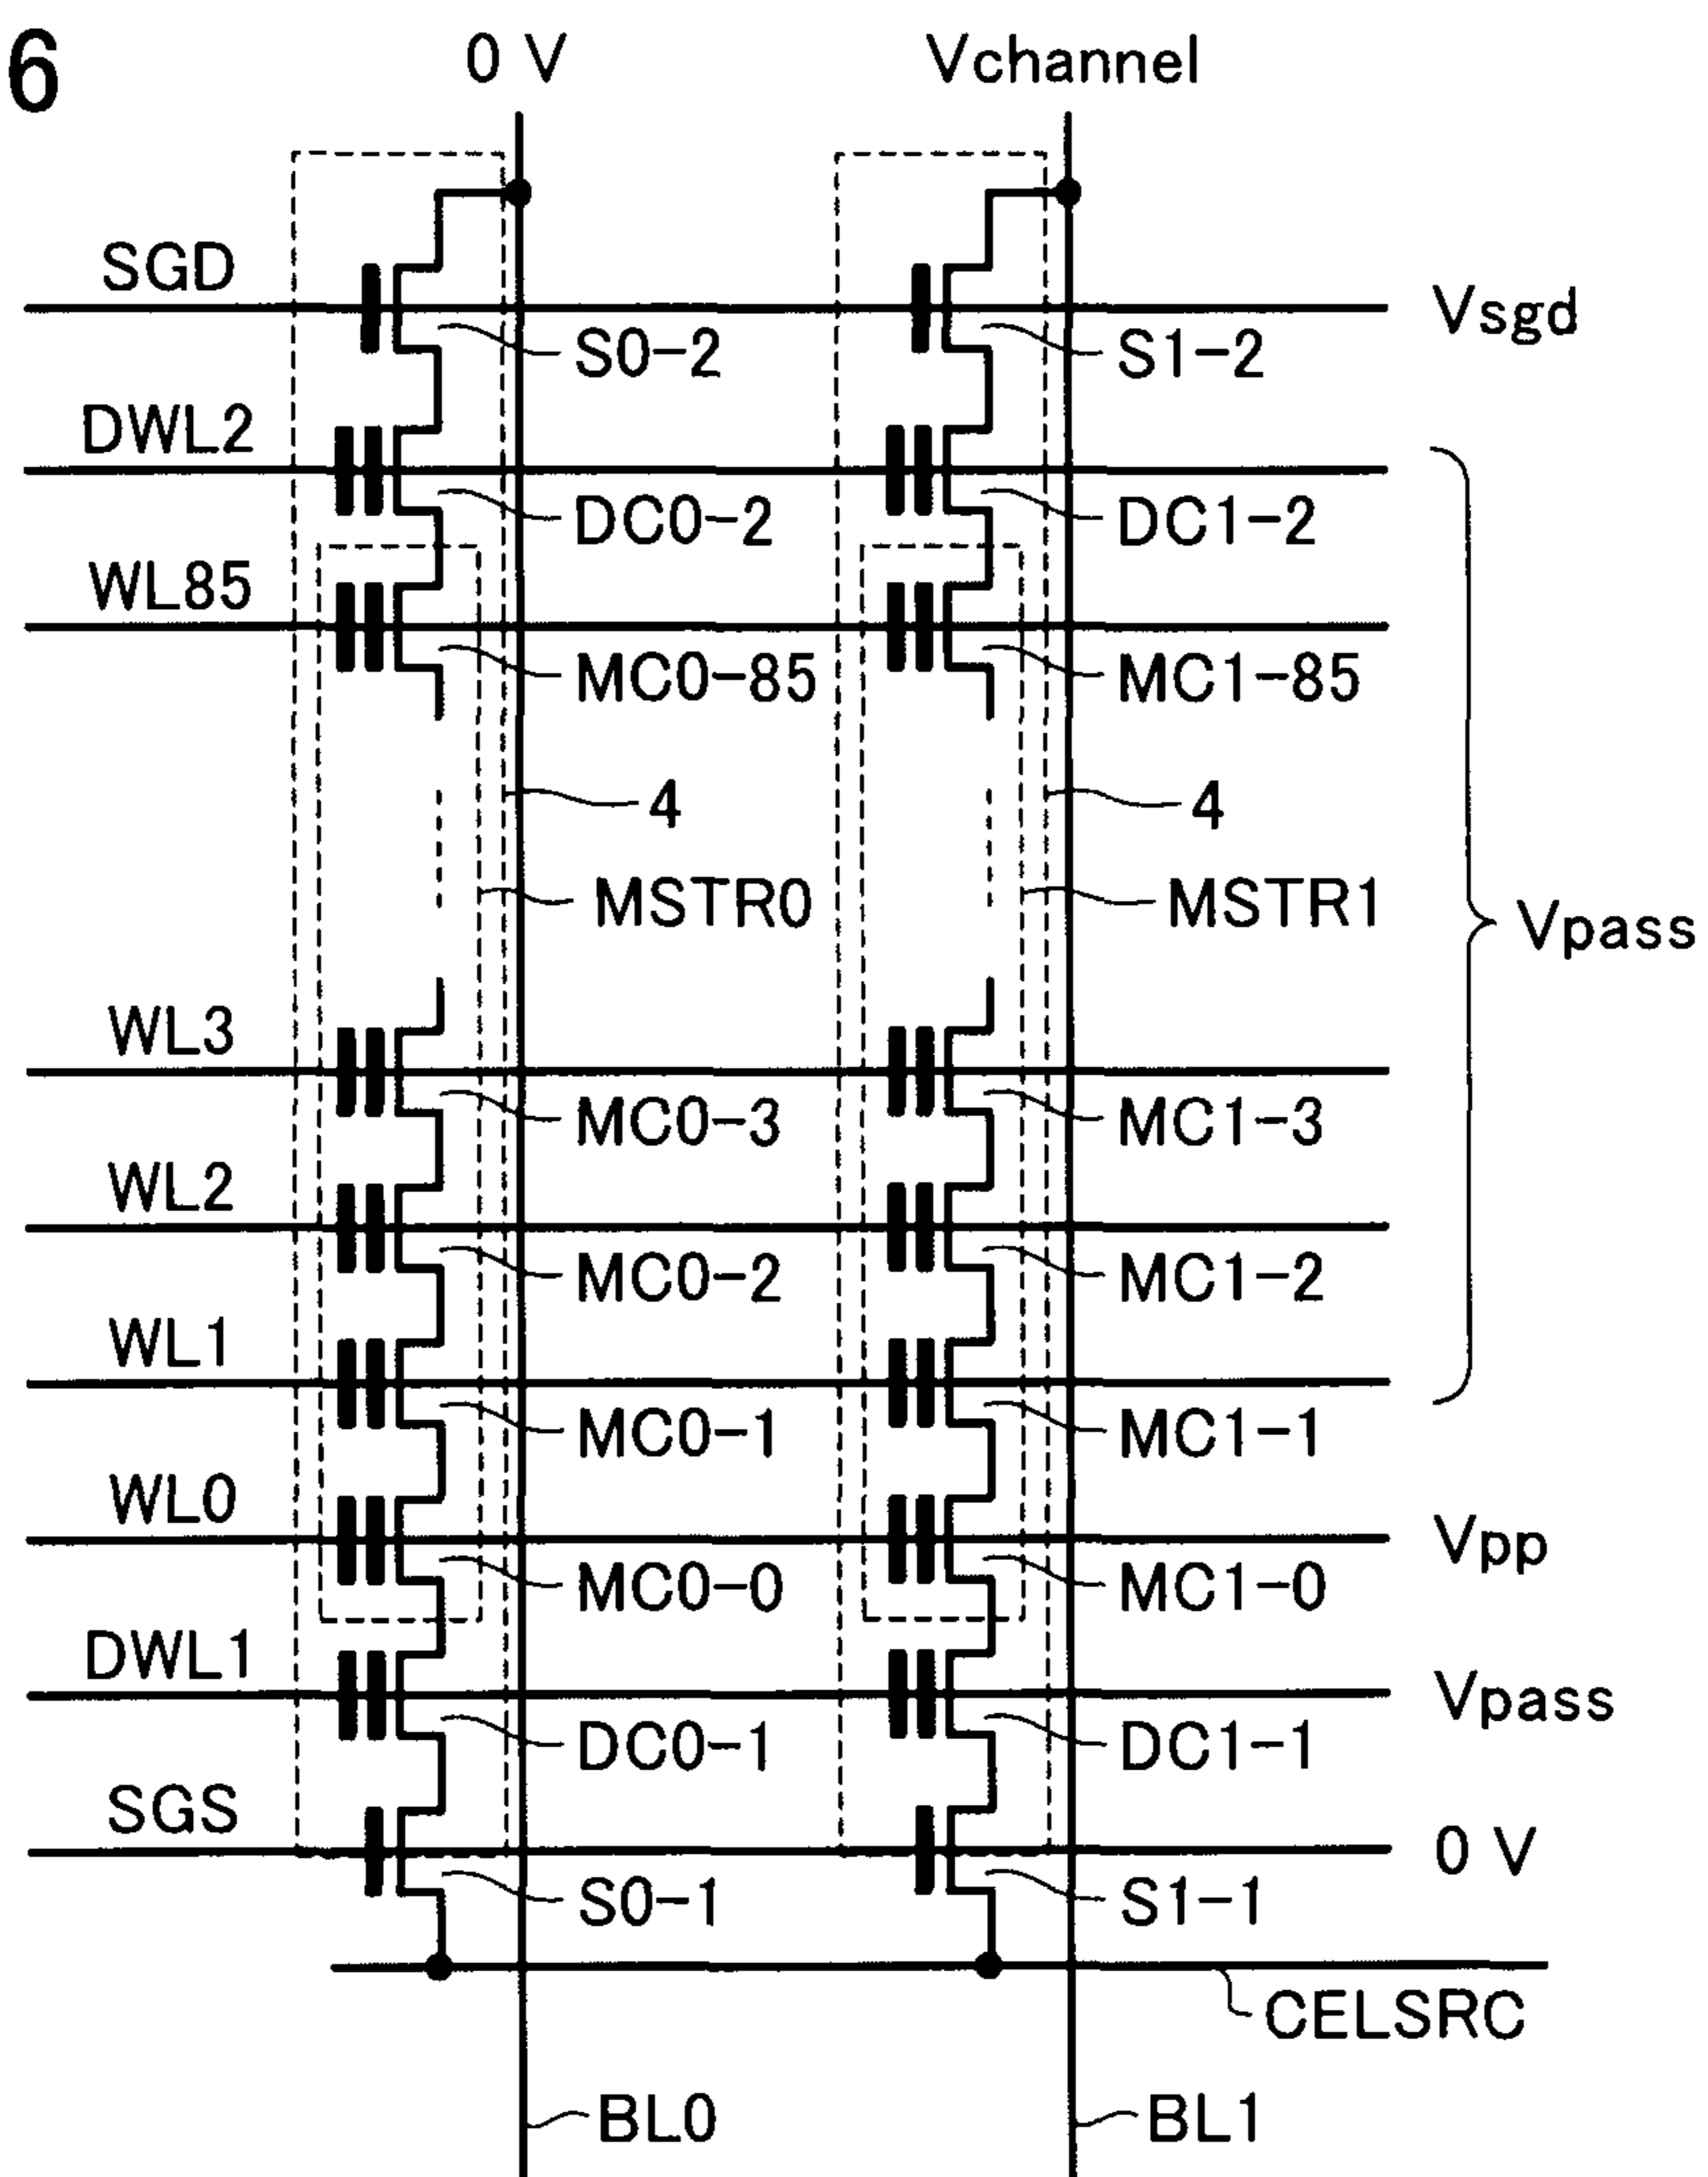 6
0 V Vchannel
SGD Vsgd
S0-2 S1-2
DWL2
DC0-2 DC1-2
WL85
MC0-85 MC1-85
4 4
MSTR0 MSTR1 Vpass
WL3
MC0-3 MC1-3
WL2
MC0-2 MC1-2
WL1
MC0-1 MC1-1
WL0 Vpp
MC0-0 MC1-0
DWL1 Vpass
DC0-1 DC1-1
SGS 0 V
S0-1 S1-1
CELSRC
BL0 BL1